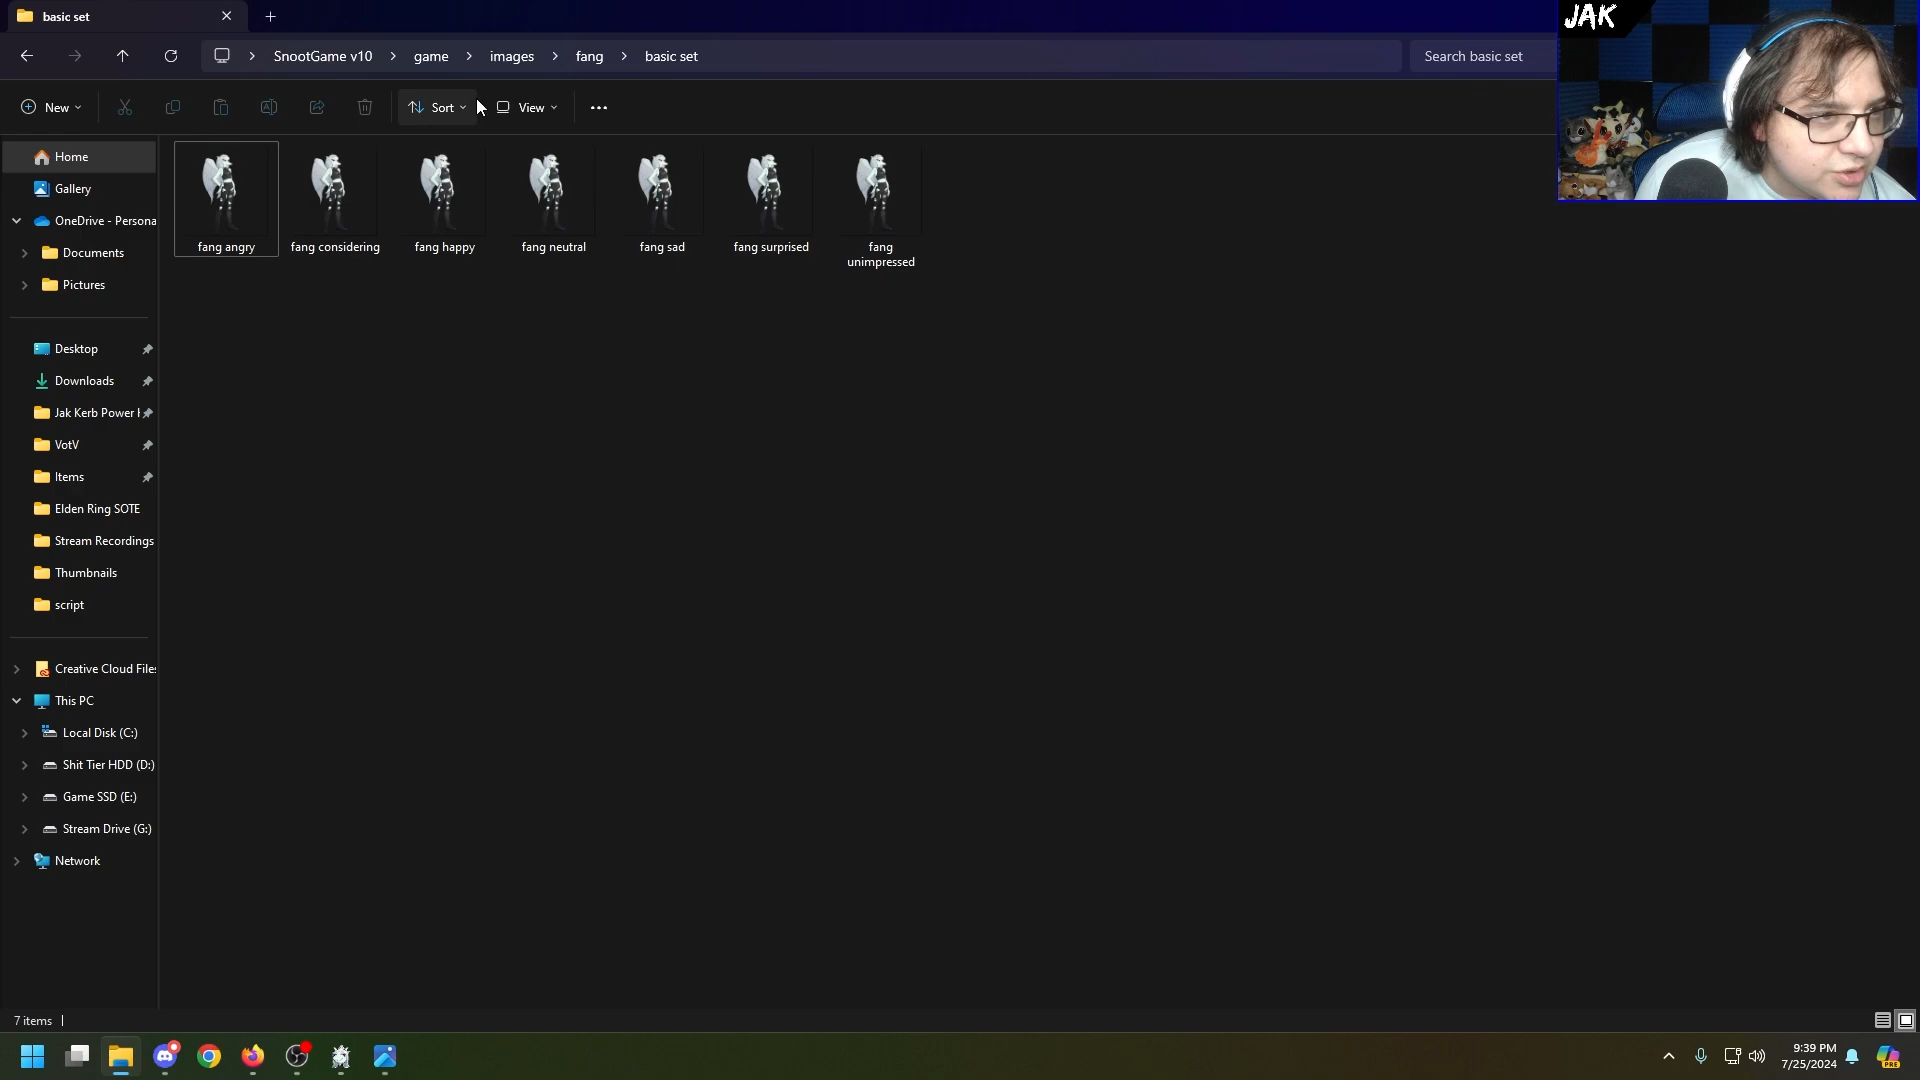 basic set
JAK
SnootGame v10 game images fang basic set
Search basic set
New
Sort
View
Home
Gallery
OneDrive - Persona
Documents
Pictures
Desktop
Downloads
Jak Kerb Power
VotV
Items
Elden Ring SOTE
Stream Recordings
Thumbnails
script
Creative Cloud Files
This PC
Local Disk (C:)
Shit Tier HDD (D:)
Game SSD (E:)
Stream Drive (G:)
Network
fang angry
fang considering
fang happy
fang neutral
fang sad
fang surprised
fang
unimpressed
7 items
9:39 PM
7/25/2024
PRE